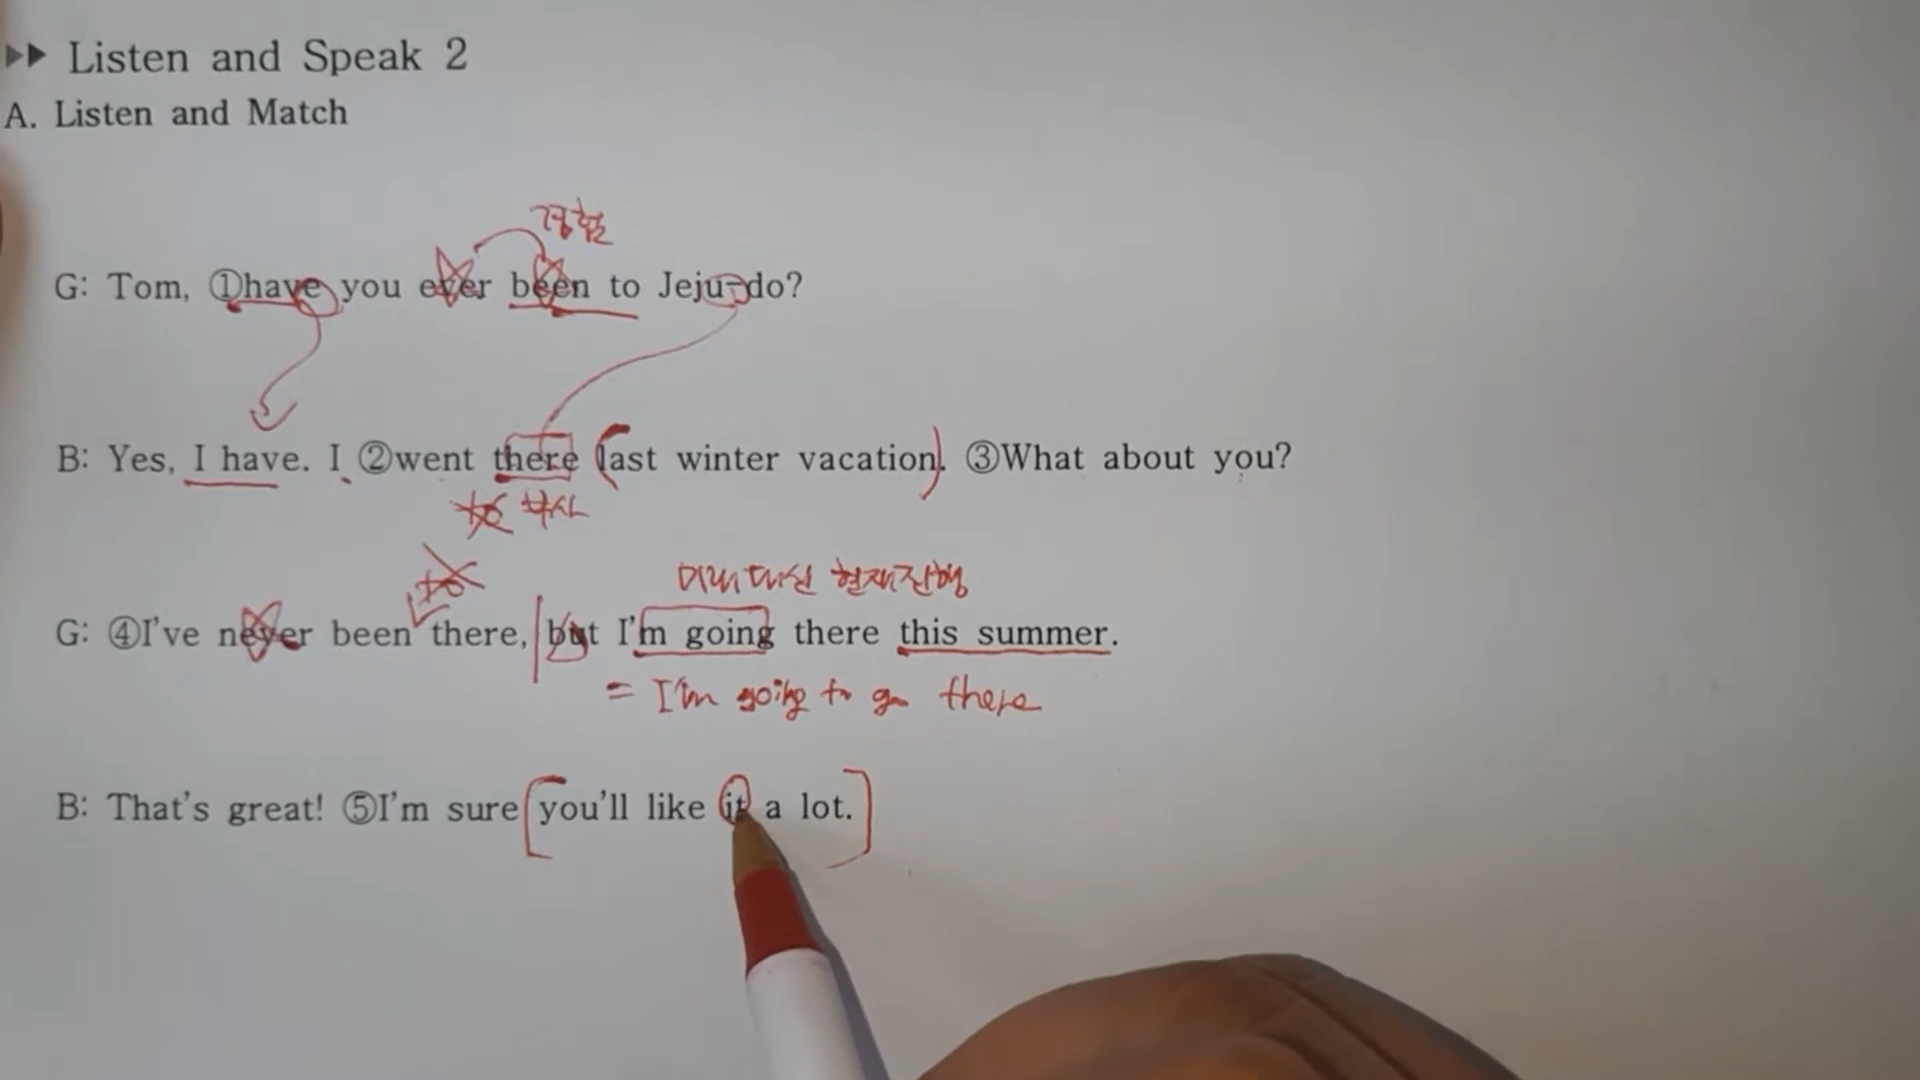 ▶▶ Listen and Speak 2
A. Listen and Match
경험
G: Tom, ①have you ever been to Jeju-do?
B: Yes, I have. I ②went there last winter vacation. ③What about you?
to 부사
to
미래 대신 현재진행
G: ④I've never been there, but I'm going there this summer.
= I'm going to go there
B: That's great! ⑤I'm sure you'll like it a lot.